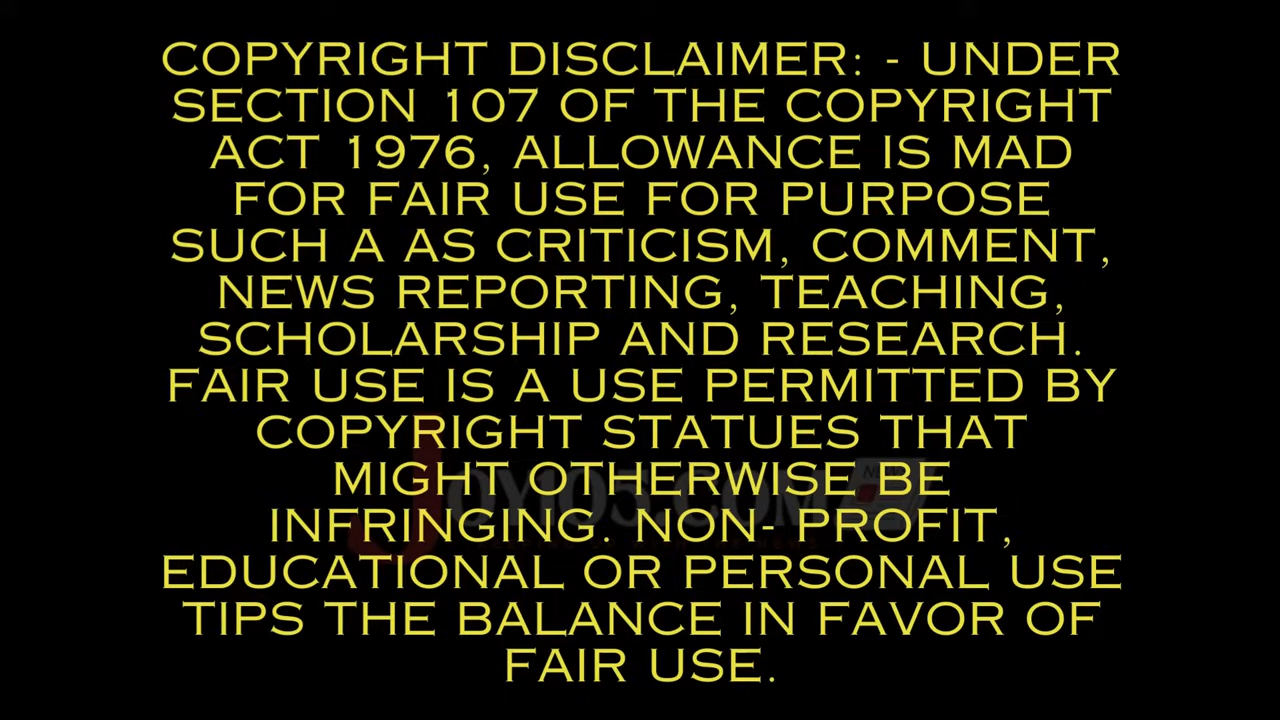 COPYRIGHT DISCLAIMER: - UNDER
SECTION 107 OF THE COPYRIGHT
ACT 1976, ALLOWANCE IS MAD
FOR FAIR USE FOR PURPOSE
SUCH A AS CRITICISM, COMMENT,
NEWS REPORTING, TEACHING,
SCHOLARSHIP AND RESEARCH.
FAIR USE IS A USE PERMITTED BY
COPYRIGHT STATUES THAT
MIGHT OTHERWISE BE
INFRINGING. NON- PROFIT,
EDUCATIONAL OR PERSONAL USE
TIPS THE BALANCE IN FAVOR OF
FAIR USE.
JOY105.COM